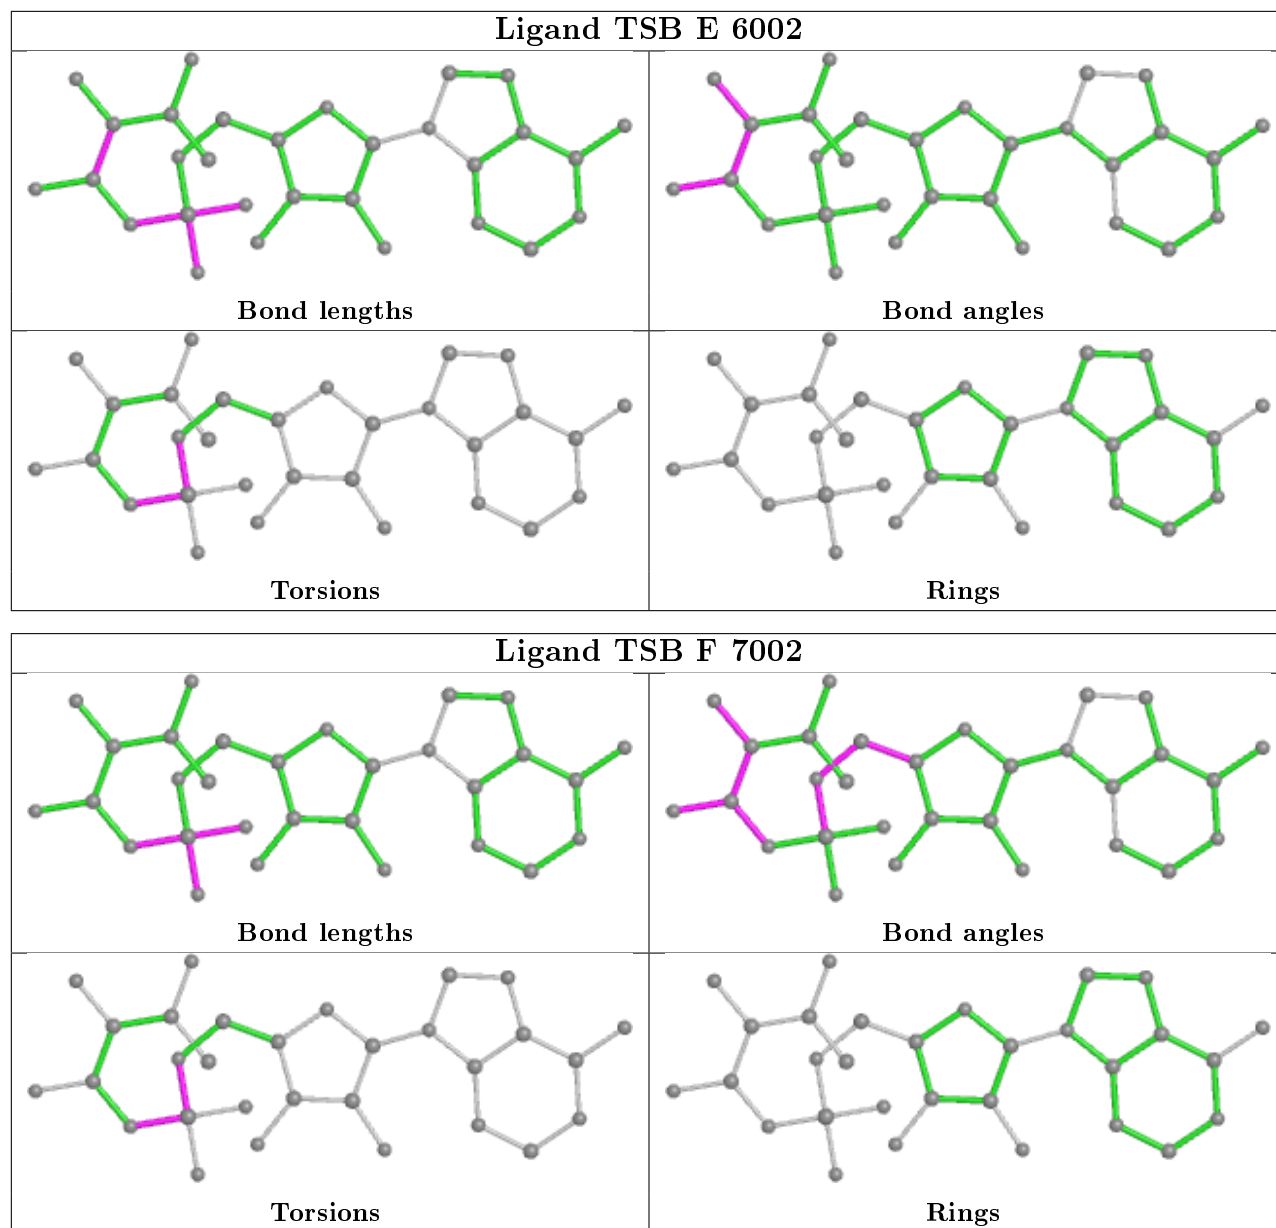 Ligand TSB E 6002
Bond lengths
Bond angles
Torsions
Rings
Ligand TSB F 7002
Bond lengths
Bond angles
Torsions
Rings